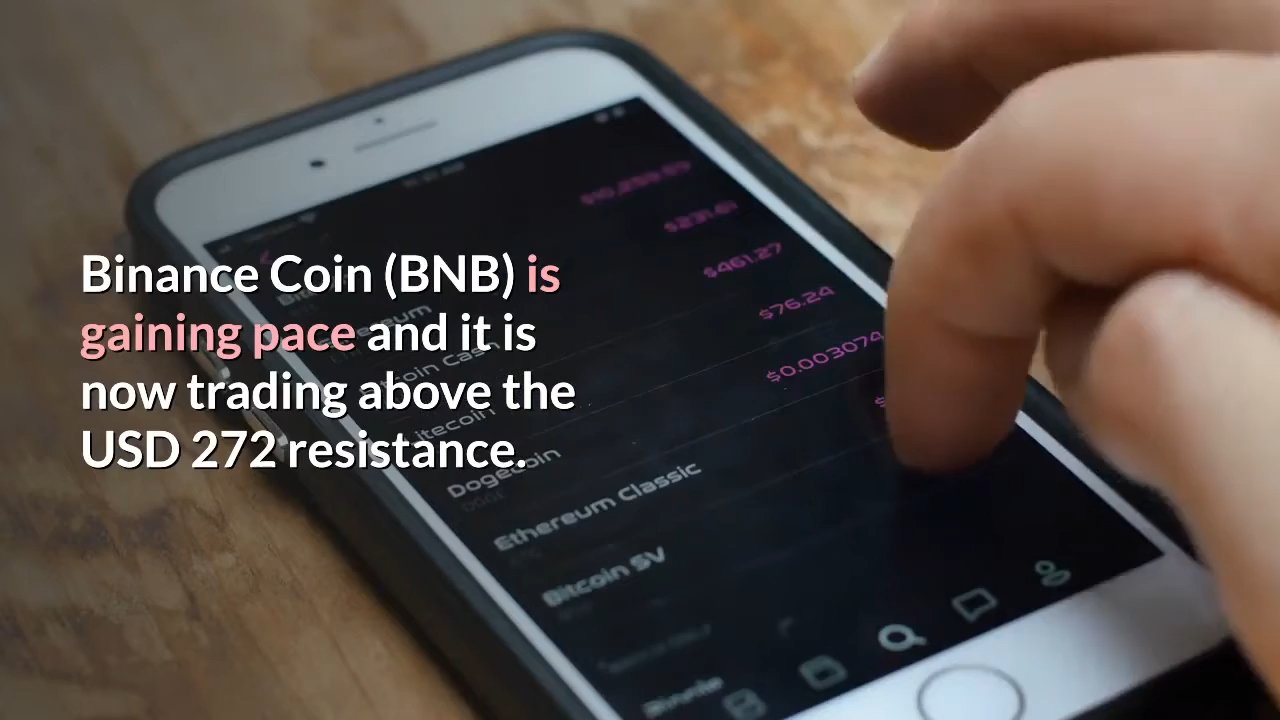 Binance Coin (BNB) is
gaining pace and it is
now trading above the
USD 272 resistance.
$461.27
$76.24
$0.003074
Dogecoin
Ethereum Classic
Bitcoin SV